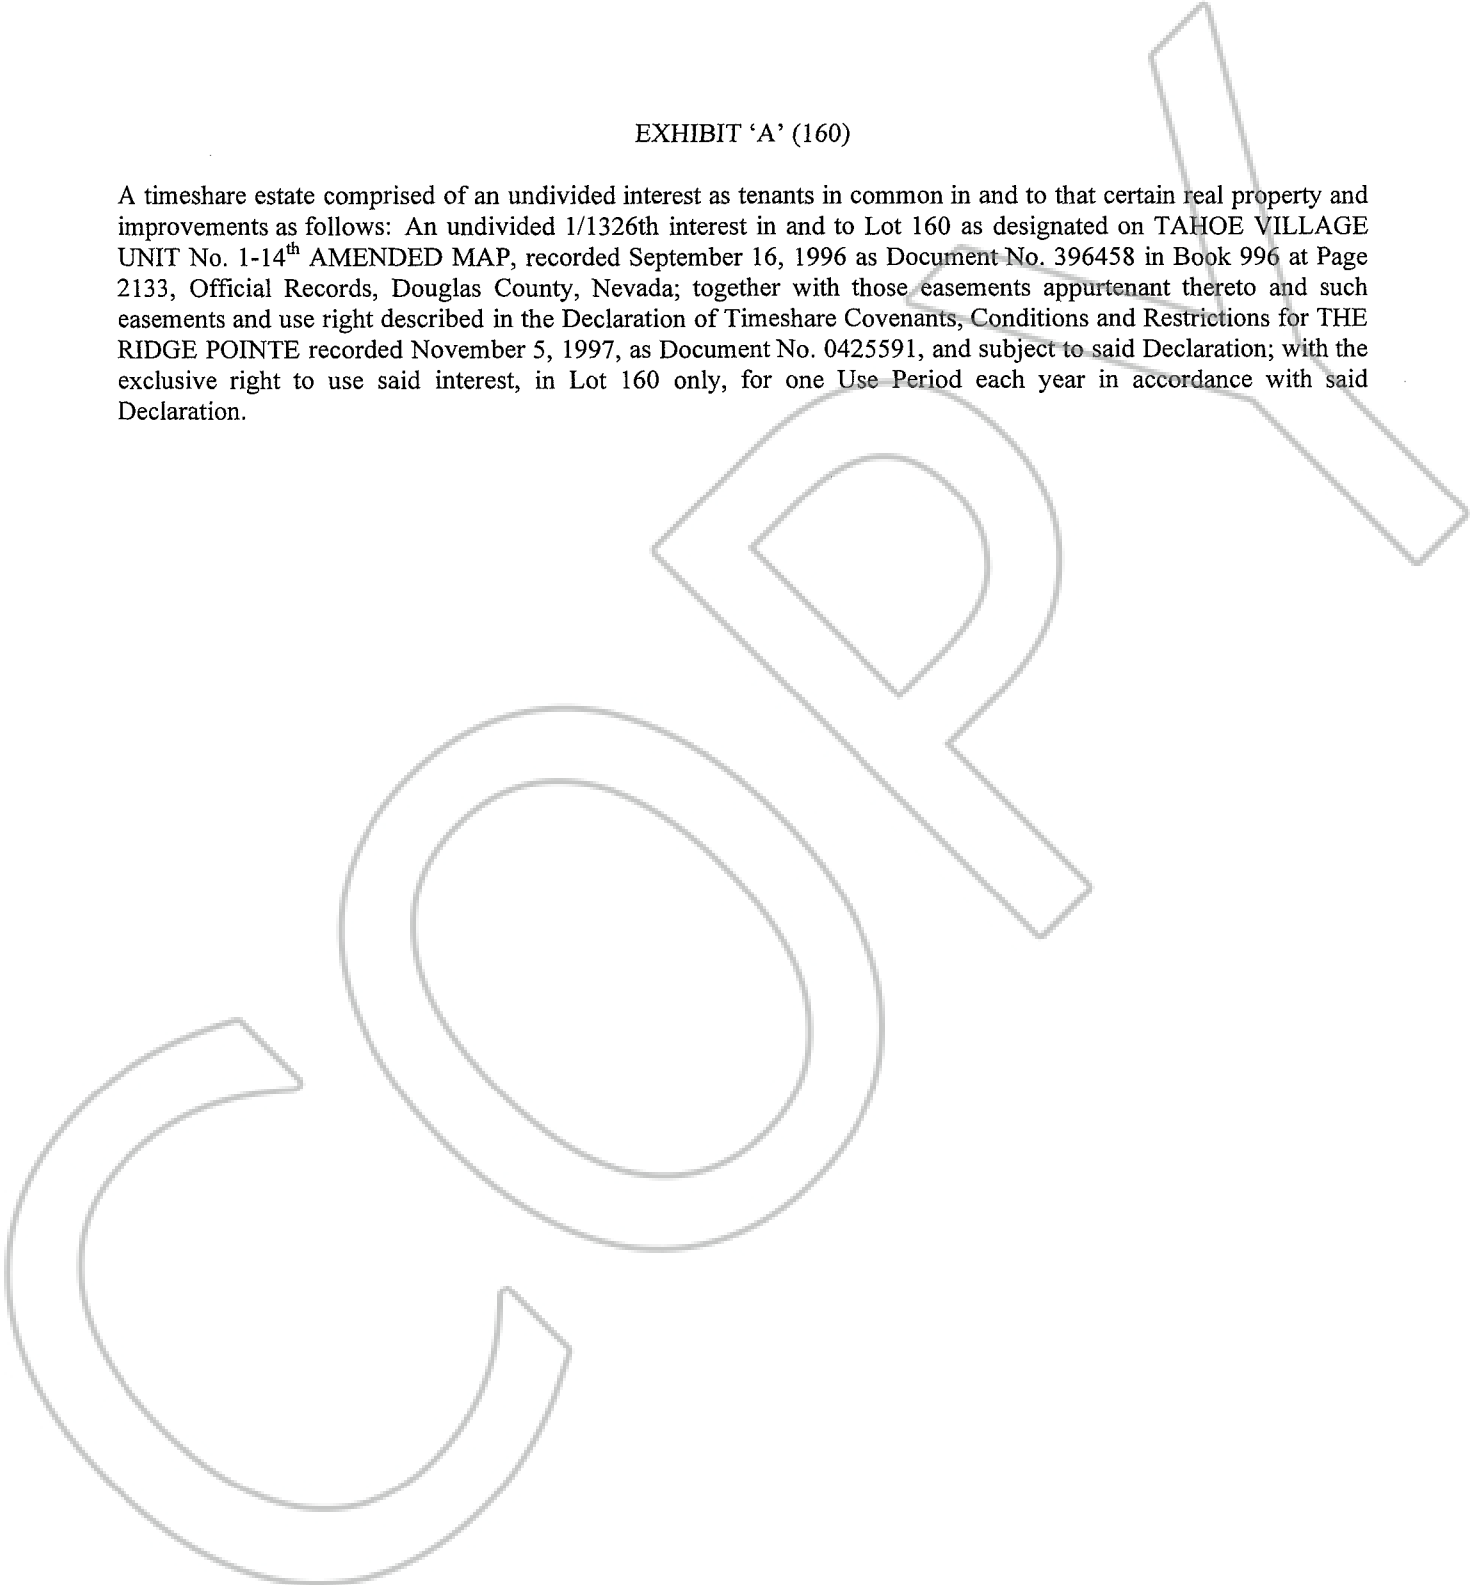 EXHIBIT ‘A’ (160)
A timeshare estate comprised of an undivided interest as tenants in common in and to that certain real property and
improvements as follows: An undivided 1/1326th interest in and to Lot 160 as designated on TAHOE VILLAGE
UNIT No. 1-14th AMENDED MAP, recorded September 16, 1996 as Document No. 396458 in Book 996 at Page
2133, Official Records, Douglas County, Nevada; together with those easements appurtenant thereto and such
easements and use right described in the Declaration of Timeshare Covenants, Conditions and Restrictions for THE
RIDGE POINTE recorded November 5, 1997, as Document No. 0425591, and subject to said Declaration; with the
exclusive right to use said interest, in Lot 160 only, for one Use Period each year in accordance with said
Declaration.
COPY